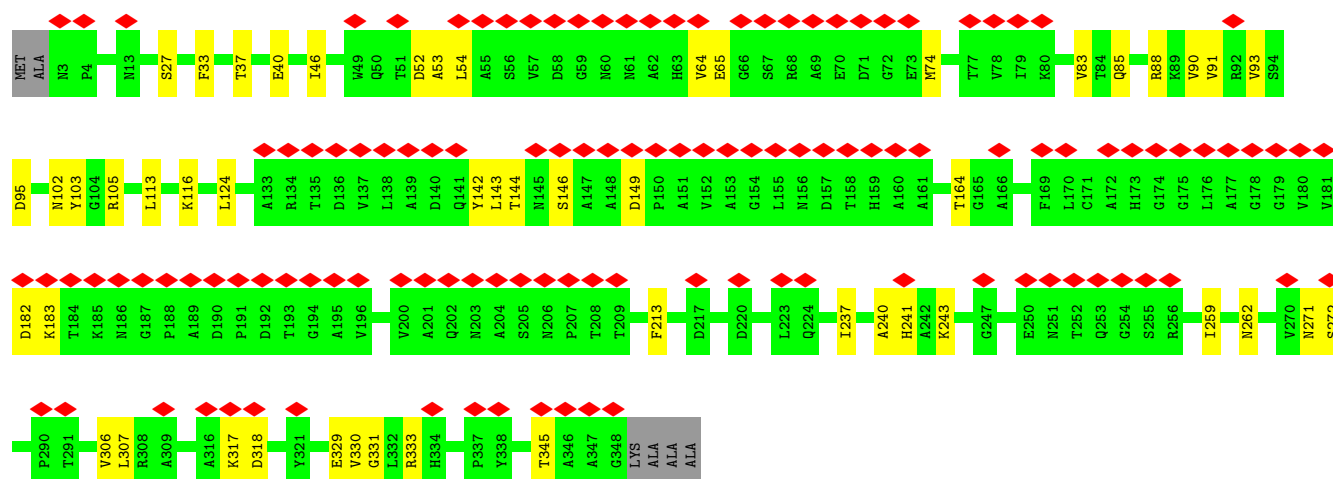 MET ALA N3 P4 N13 S27 F33 T37 E40 I46 W49 Q50 T51 D52 A53 L54 A55 S56 V57 D58 G59 N60 N61 A62 H63 V64 E65 G66 S67 R68 A69 E70 D71 G72 E73 M74 T77 V78 I79 K80 V83 T84 Q85 R88 K89 V90 V91 R92 V93 S94
D95 N102 Y103 G104 R105 L113 K116 L124 A133 R134 T135 D136 V137 L138 A139 D140 Q141 Y142 L143 T144 N145 S146 A147 A148 D149 P150 A151 V152 A153 G154 L155 N156 D157 T158 H159 A160 A161 T164 G165 A166 F169 L170 C171 A172 H173 G174 G175 L176 A177 G178 G179 V180 V181
D182 K183 T184 K185 N186 G187 P188 A189 D190 P191 D192 T193 G194 A195 V196 V200 A201 Q202 N203 A204 S205 N206 P207 T208 T209 F213 D217 D220 L223 Q224 I237 A240 H241 A242 K243 G247 E250 N251 T252 Q253 G254 S255 R256 I259 N262 V270 N271
P290 T291 V306 L307 R308 A309 A316 K317 D318 Y321 E329 V330 G331 L332 R333 H334 P337 Y338 T345 A346 A347 G348 LYS ALA ALA ALA